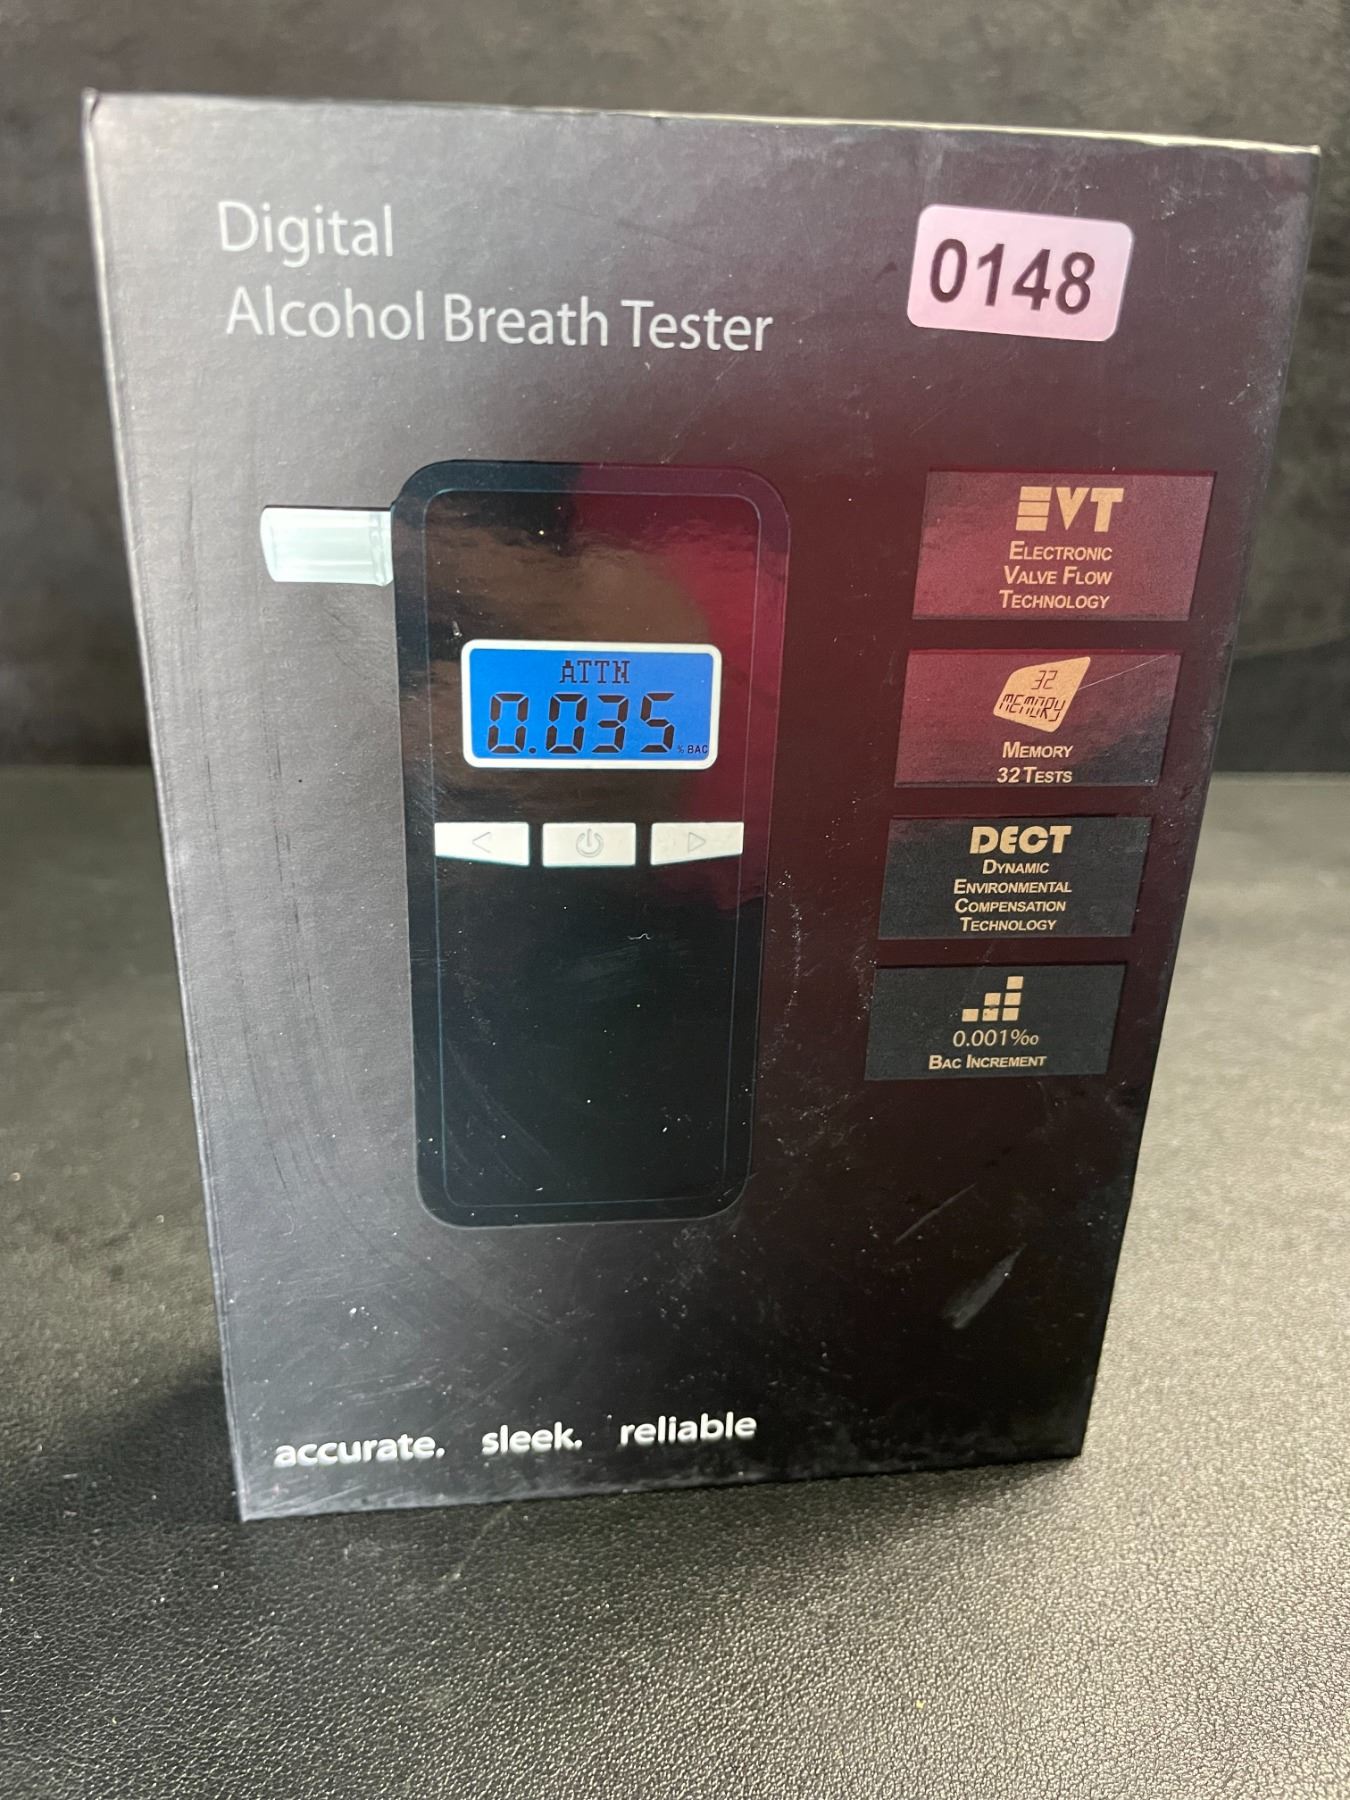 Digital
Alcohol Breath Tester
0148
EVT
ELECTRONIC
VALVE FLOW
TECHNOLOGY
ATTN
0.035 % BAC
32
MEMORY
MEMORY
32 TESTS
DECT
DYNAMIC
ENVIRONMENTAL
COMPENSATION
TECHNOLOGY
0.001‰
BAC INCREMENT
accurate. sleek. reliable